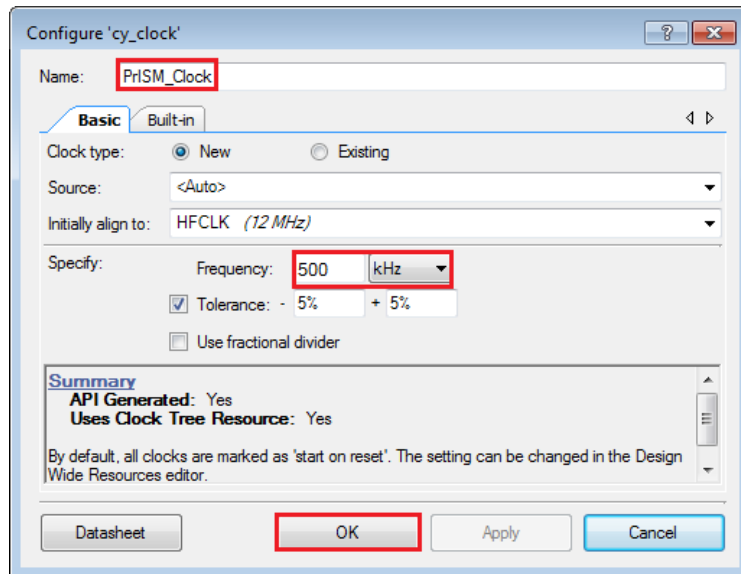 Configure 'cy_clock'
Name: PrISM_Clock
Basic Built-in
Clock type: New Existing
Source: <Auto>
Initially align to: HFCLK (12 MHz)
Specify: Frequency: 500 kHz
Tolerance: - 5% + 5%
Use fractional divider
Summary
API Generated: Yes
Uses Clock Tree Resource: Yes
By default, all clocks are marked as 'start on reset'. The setting can be changed in the Design
Wide Resources editor.
Datasheet OK Apply Cancel